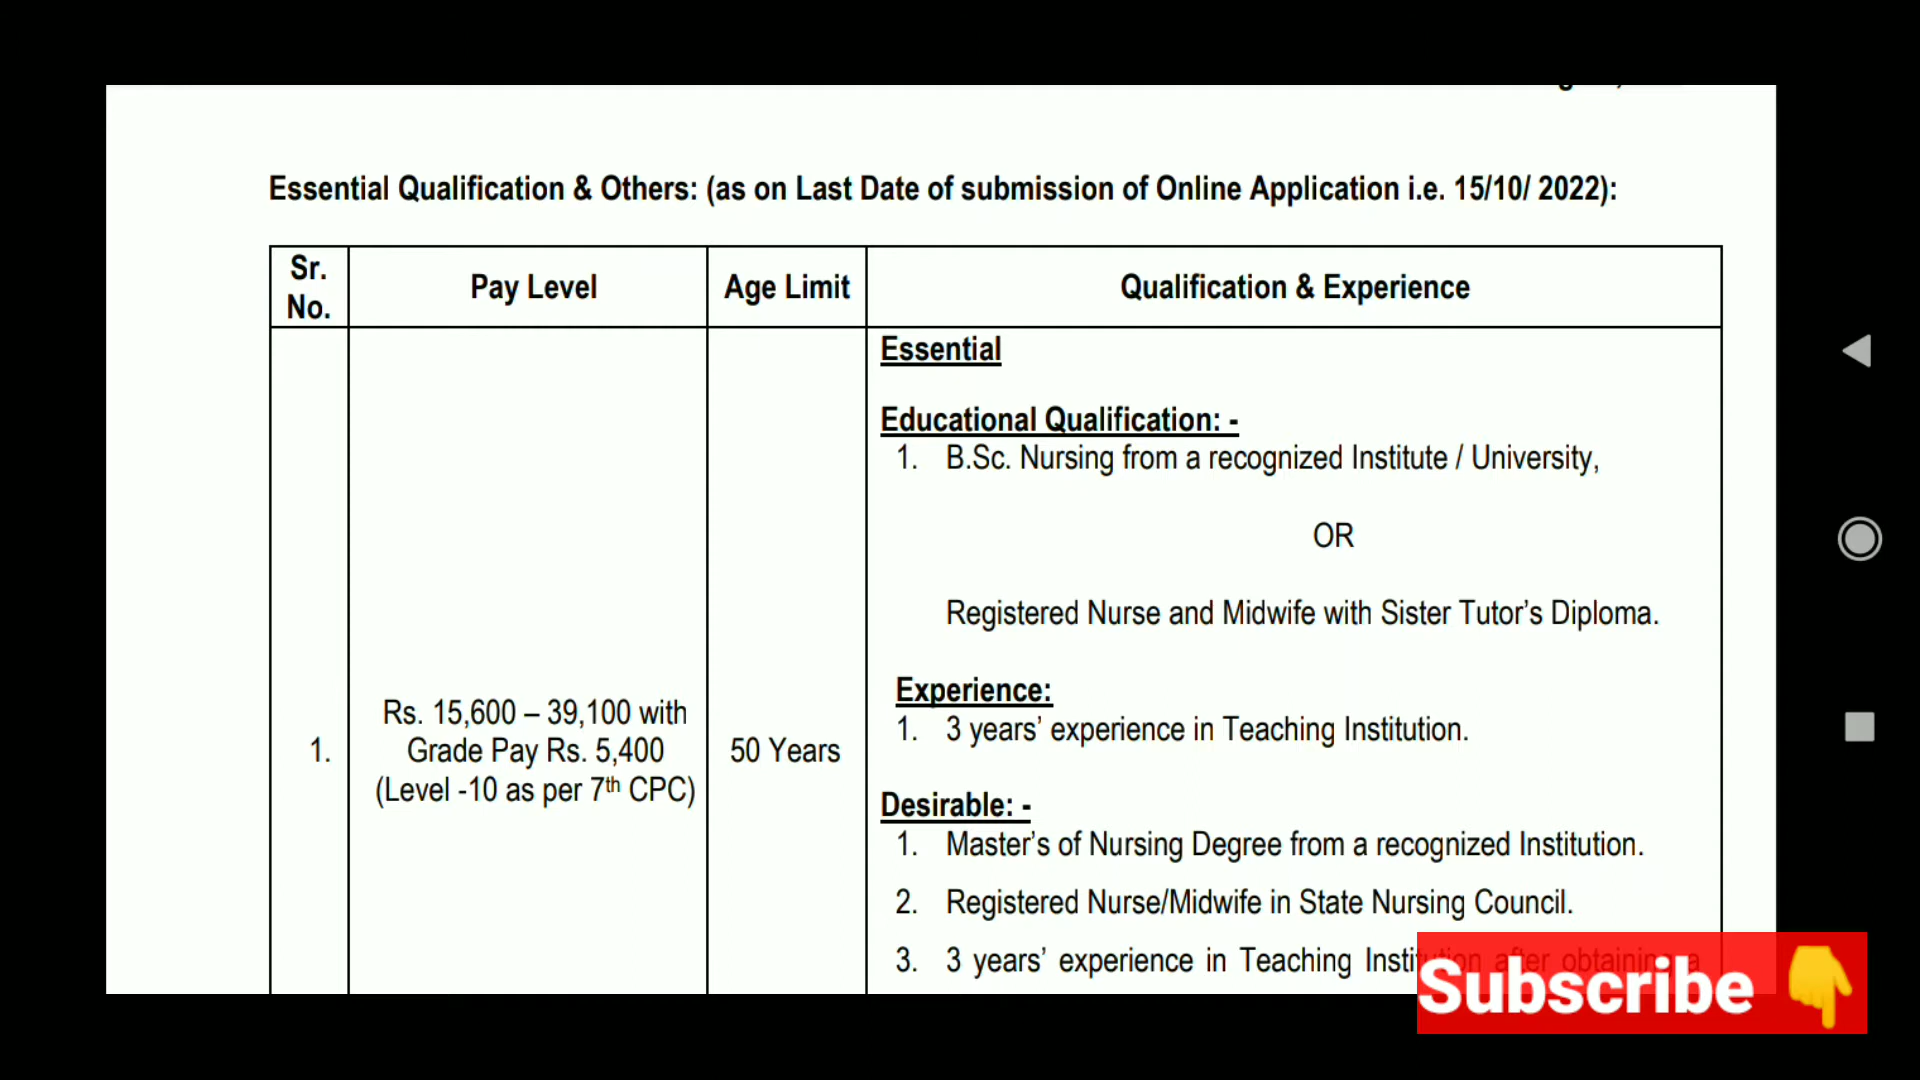 Essential Qualification & Others: (as on Last Date of submission of Online Application i.e. 15/10/ 2022):
Sr. No.
Pay Level
Age Limit
Qualification & Experience
1.
Rs. 15,600 – 39,100 with
Grade Pay Rs. 5,400
(Level -10 as per 7th CPC)
50 Years
Essential
Educational Qualification: -
1. B.Sc. Nursing from a recognized Institute / University,
OR
Registered Nurse and Midwife with Sister Tutor’s Diploma.
Experience:
1. 3 years’ experience in Teaching Institution.
Desirable: -
1. Master’s of Nursing Degree from a recognized Institution.
2. Registered Nurse/Midwife in State Nursing Council.
3. 3 years’ experience in Teaching Institution after obtaining a
Subscribe